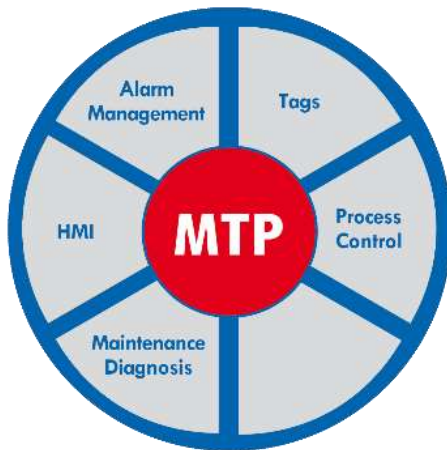 Alarm
Management
Tags
HMI
MTP
Process
Control
Maintenance
Diagnosis